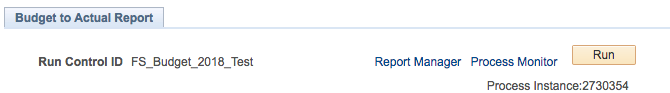 Budget to Actual Report
Run Control ID FS_Budget_2018_Test Report Manager Process Monitor Run
Process Instance:2730354